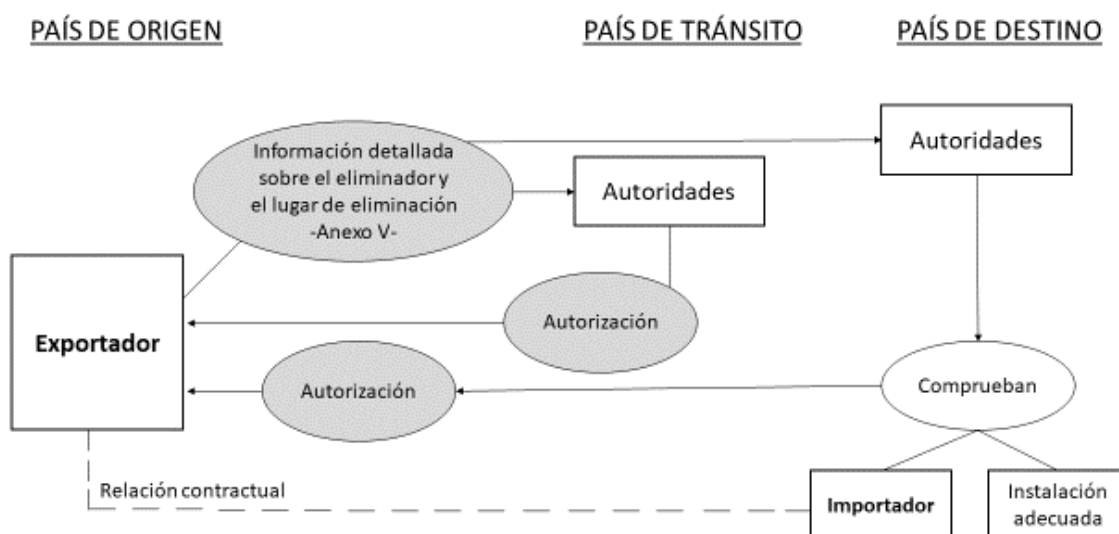 PAÍS DE ORIGEN
PAÍS DE TRÁNSITO
PAÍS DE DESTINO
Información detallada
sobre el eliminador y
el lugar de eliminación
-Anexo V-
Autoridades
Autoridades
Exportador
Autorización
Autorización
Comprueban
Relación contractual
Importador
Instalación
adecuada